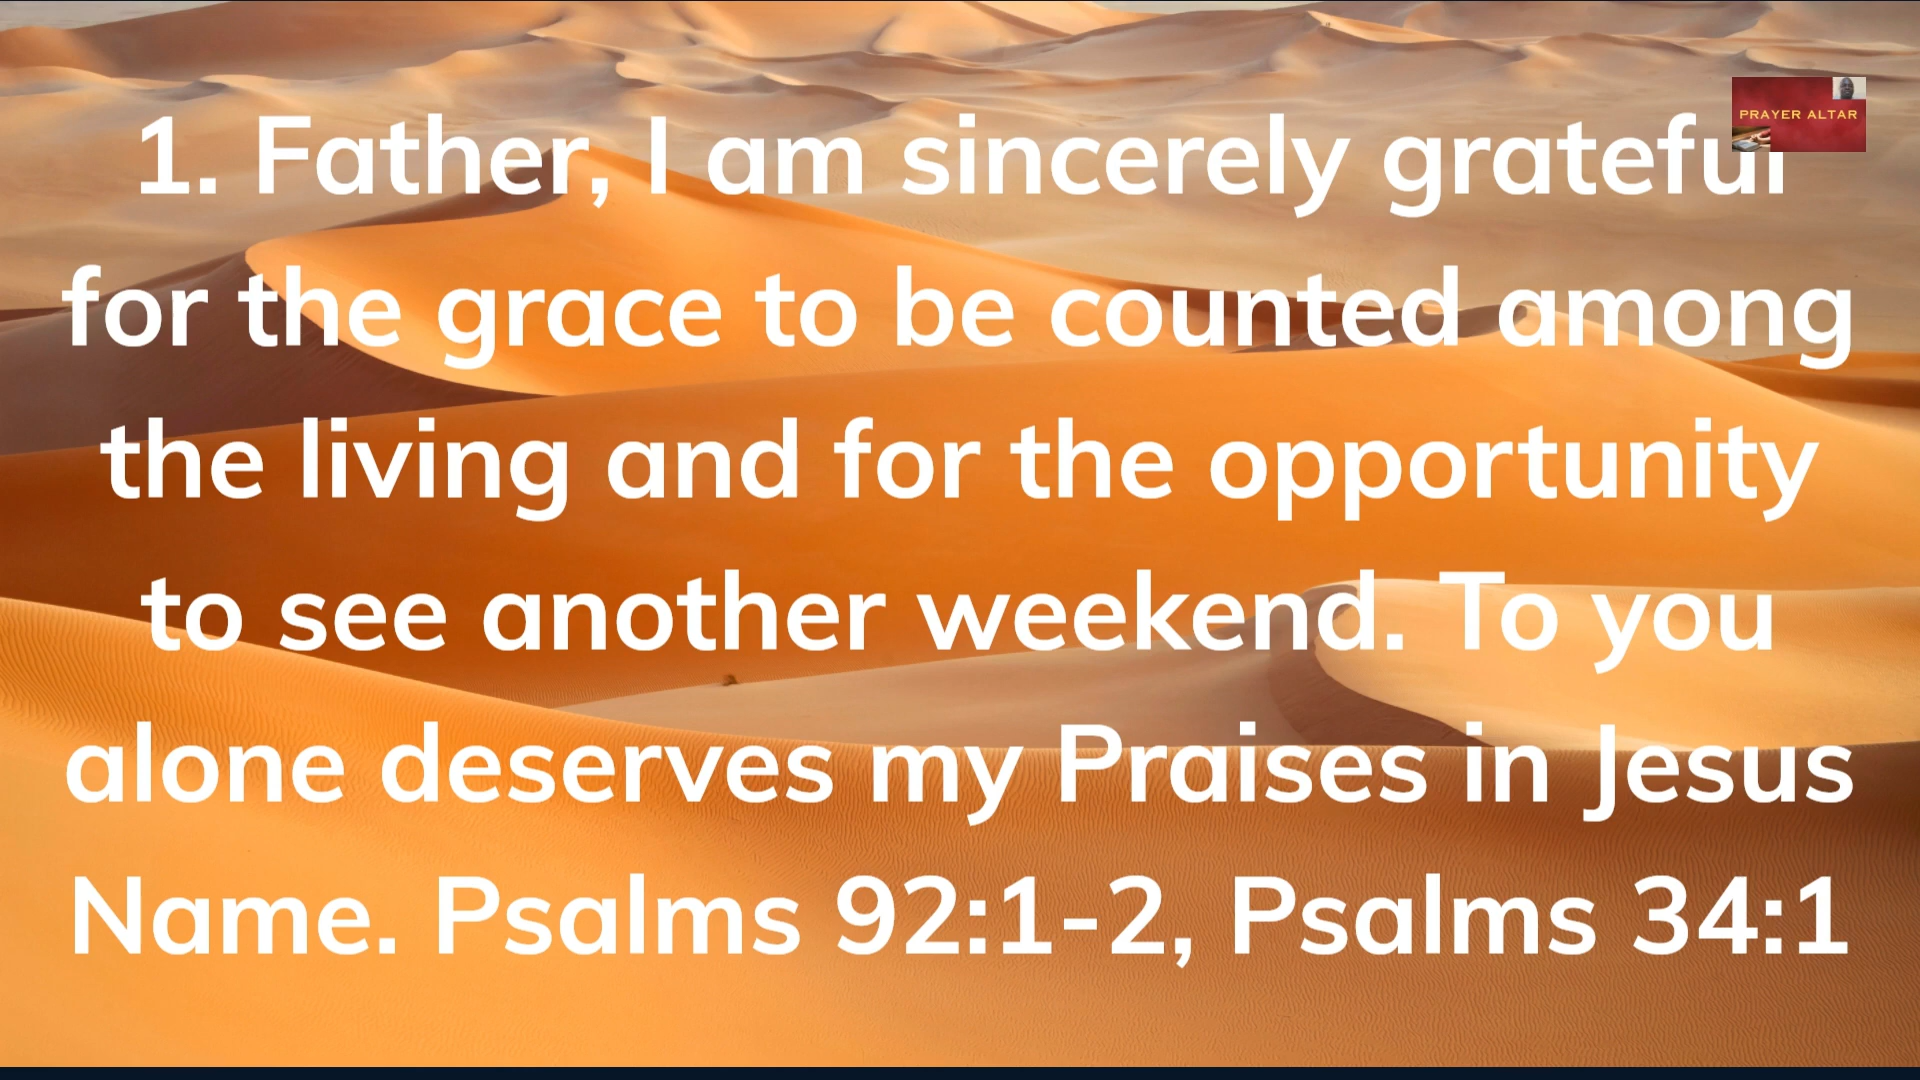 PRAYER ALTAR
1. Father, I am sincerely grateful
for the grace to be counted among
the living and for the opportunity
to see another weekend. To you
alone deserves my Praises in Jesus
Name. Psalms 92:1-2, Psalms 34:1